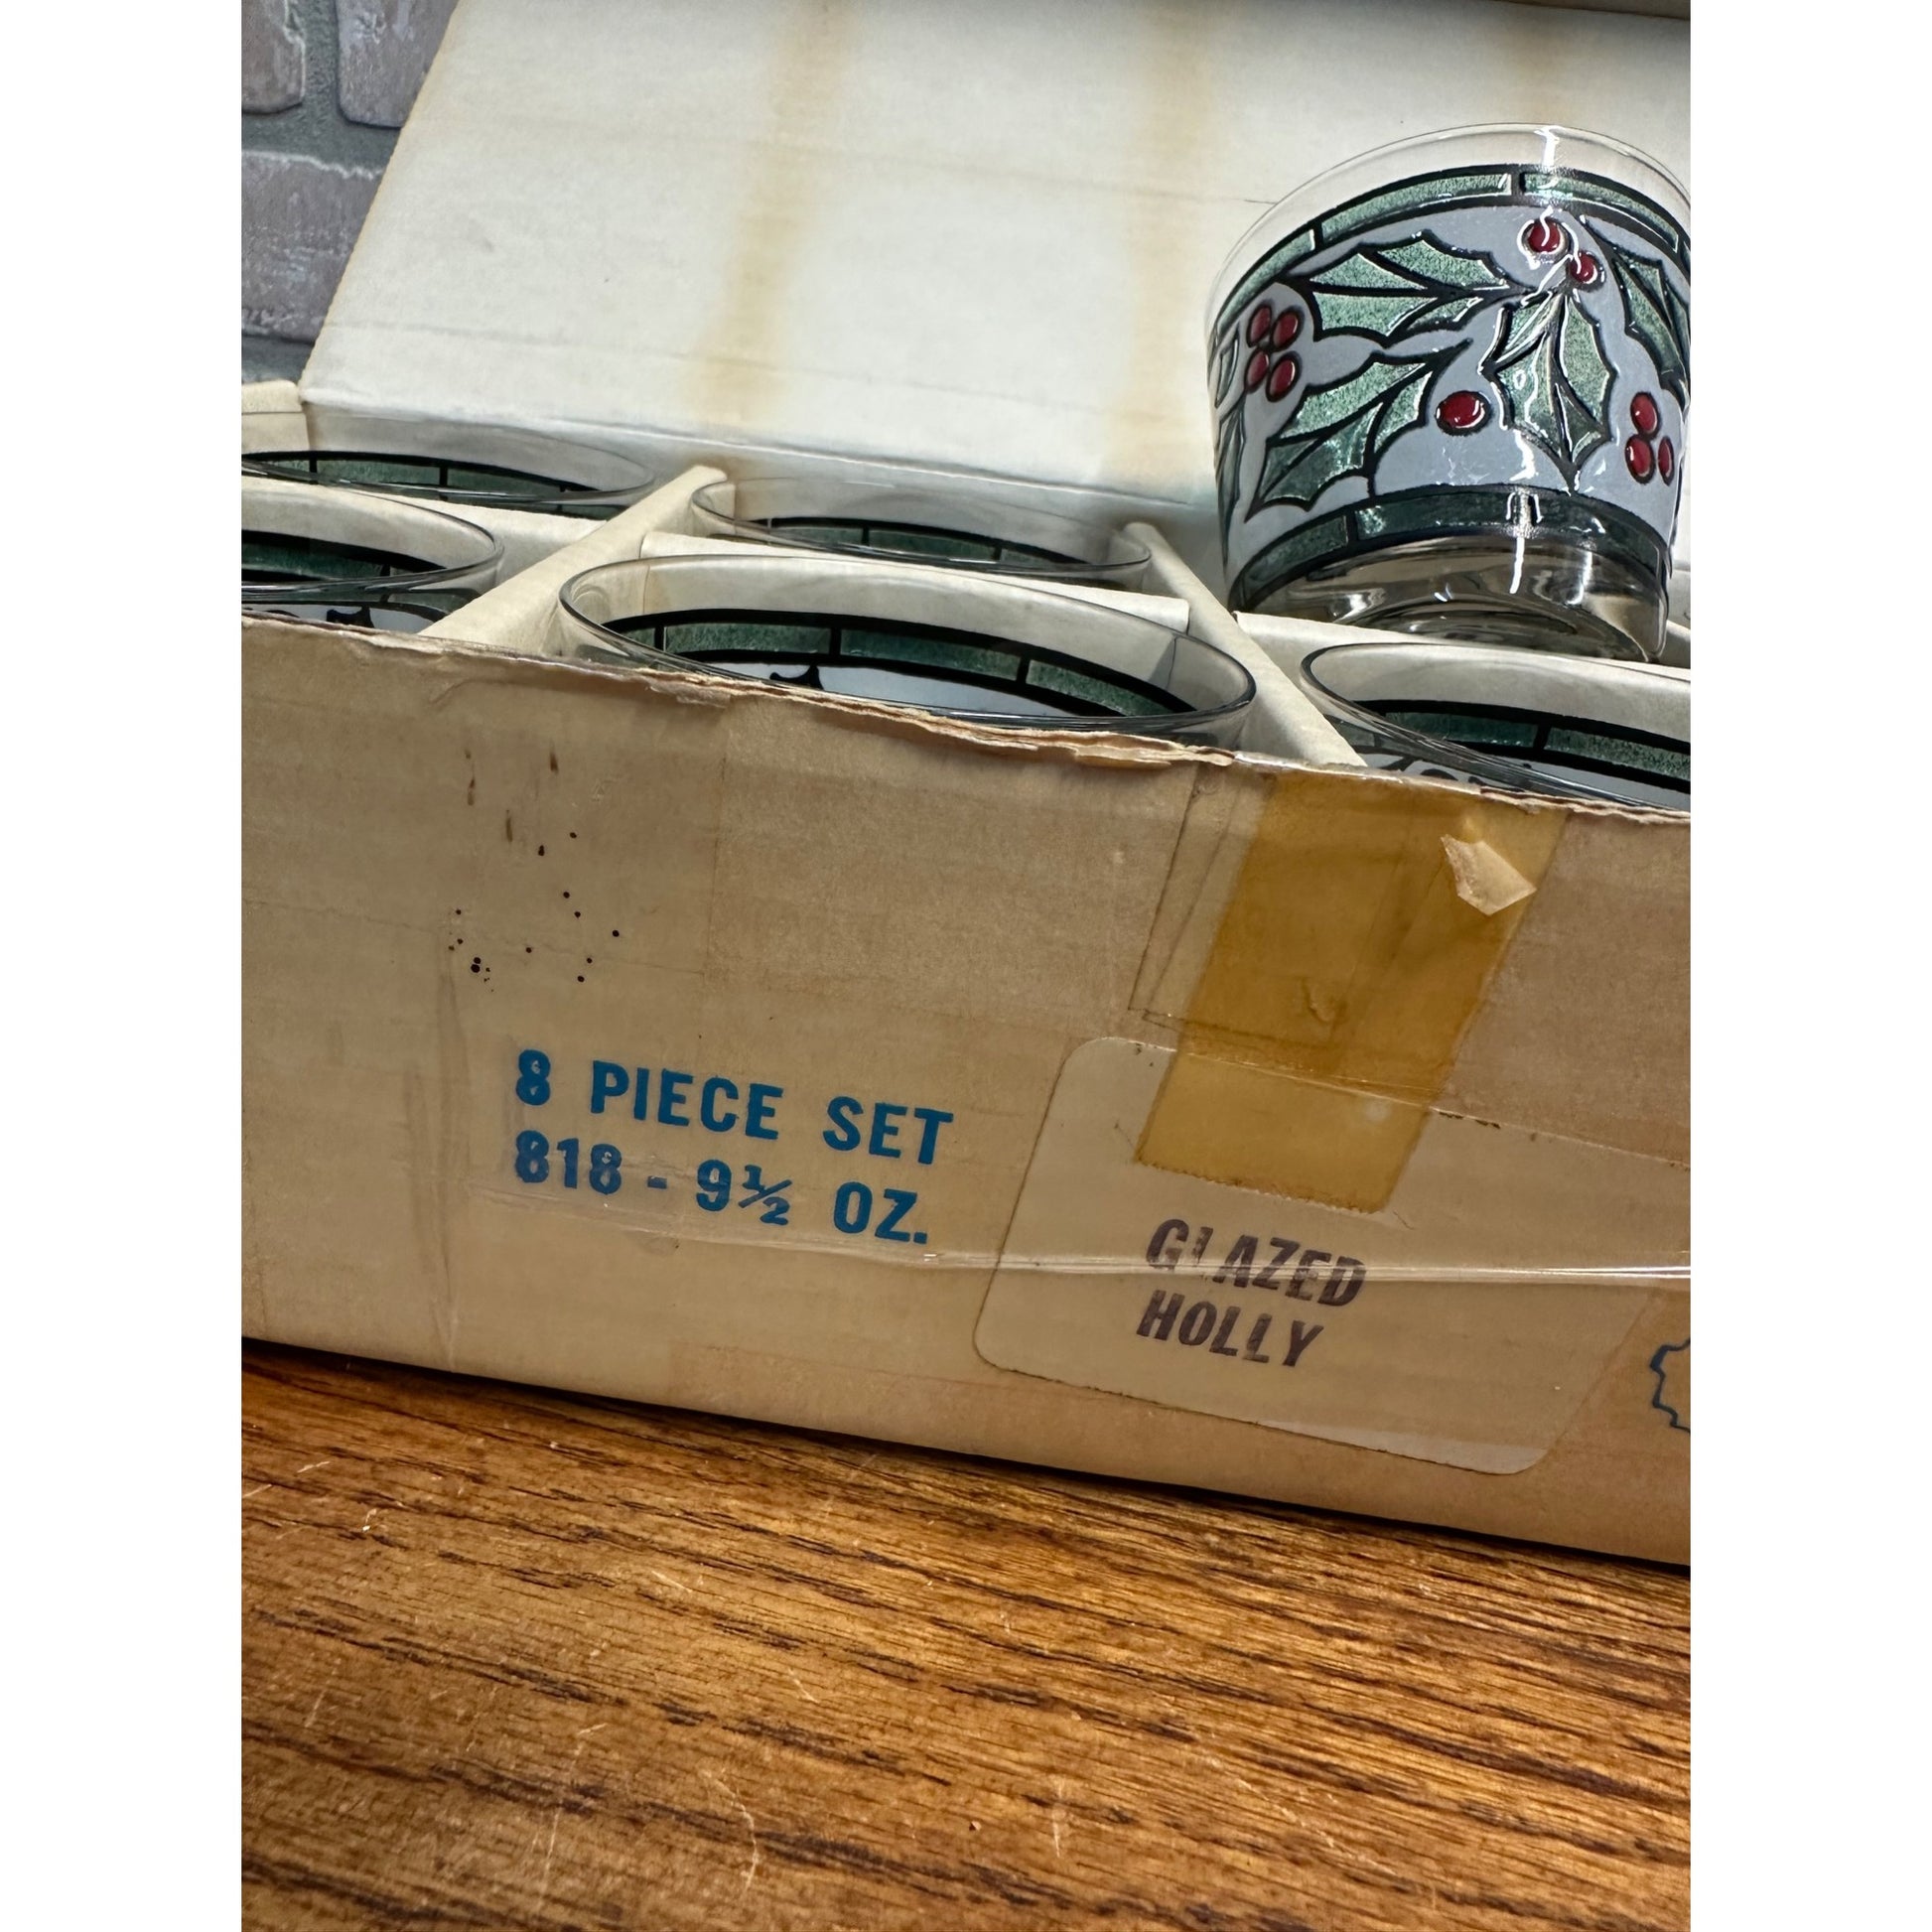 8 PIECE SET
818 - 9½ OZ.
GLAZED
HOLLY